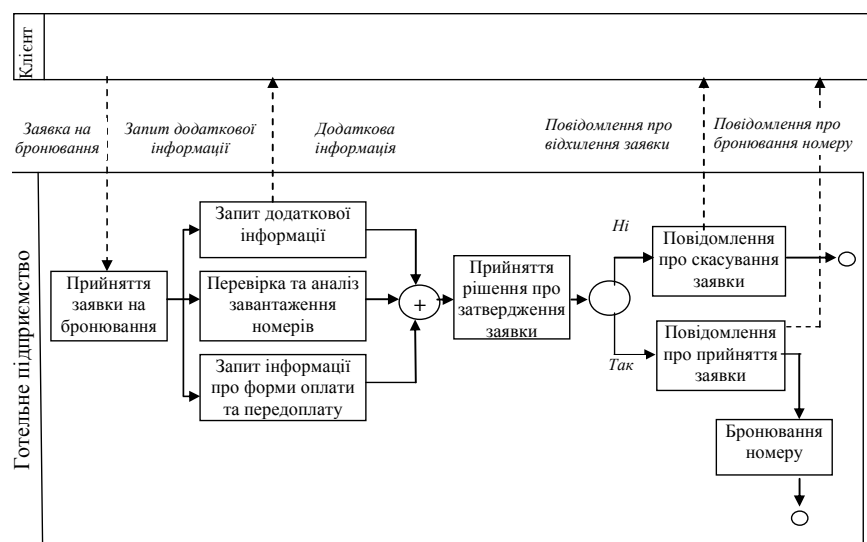 Клієнт
Заявка на
бронювання
Запит додаткової
інформації
Додаткова
інформація
Повідомлення про
відхилення заявки
Повідомлення про
бронювання номеру
Готельне підприємство
Прийняття
заявки на
бронювання
Запит додаткової
інформації
Перевірка та аналіз
завантаження
номерів
Запит інформації
про форми оплати
та передоплату
+
Прийняття
рішення про
затвердження
заявки
Ні
Так
Повідомлення
про скасування
заявки
Повідомлення
про прийняття
заявки
Бронювання
номеру